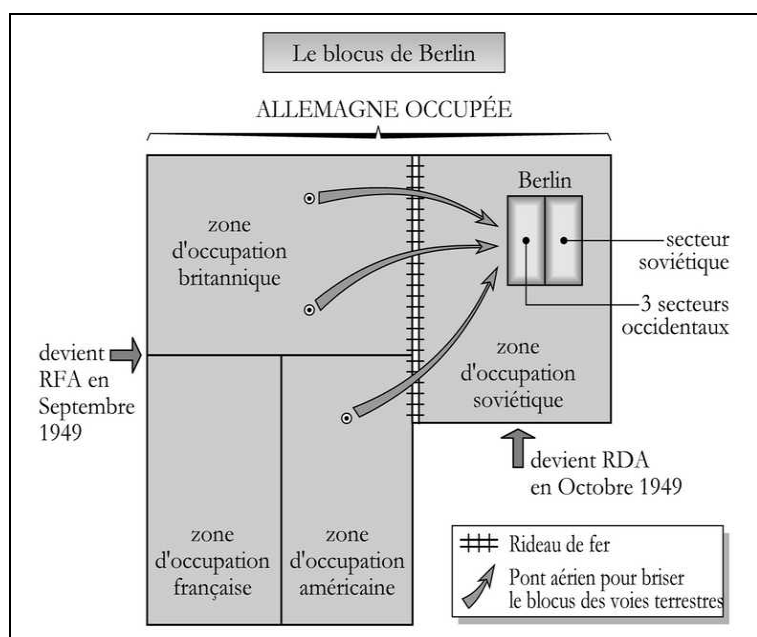 Le blocus de Berlin
ALLEMAGNE OCCUPÉE
Berlin
zone
d'occupation
britannique
secteur
soviétique
3 secteurs
occidentaux
devient
RFA en
Septembre
1949
zone
d'occupation
soviétique
devient RDA
en Octobre 1949
zone
d'occupation
française
zone
d'occupation
américaine
Rideau de fer
Pont aérien pour briser
le blocus des voies terrestres